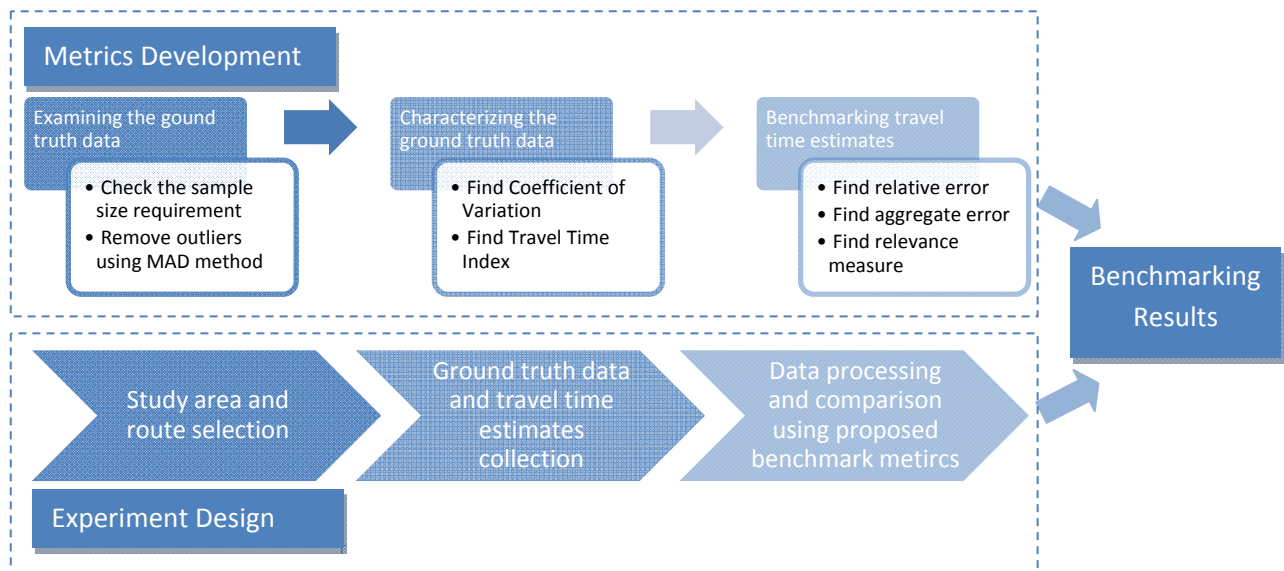 Metrics Development
Examining the gound
truth data
• Check the sample
size requirement
• Remove outliers
using MAD method
Characterizing the
ground truth data
• Find Coefficient of
Variation
• Find Travel Time
Index
Benchmarking travel
time estimates
• Find relative error
• Find aggregate error
• Find relevance
measure
Benchmarking
Results
Study area and
route selection
Ground truth data
and travel time
estimates
collection
Data processing
and comparison
using proposed
benchmark metircs
Experiment Design